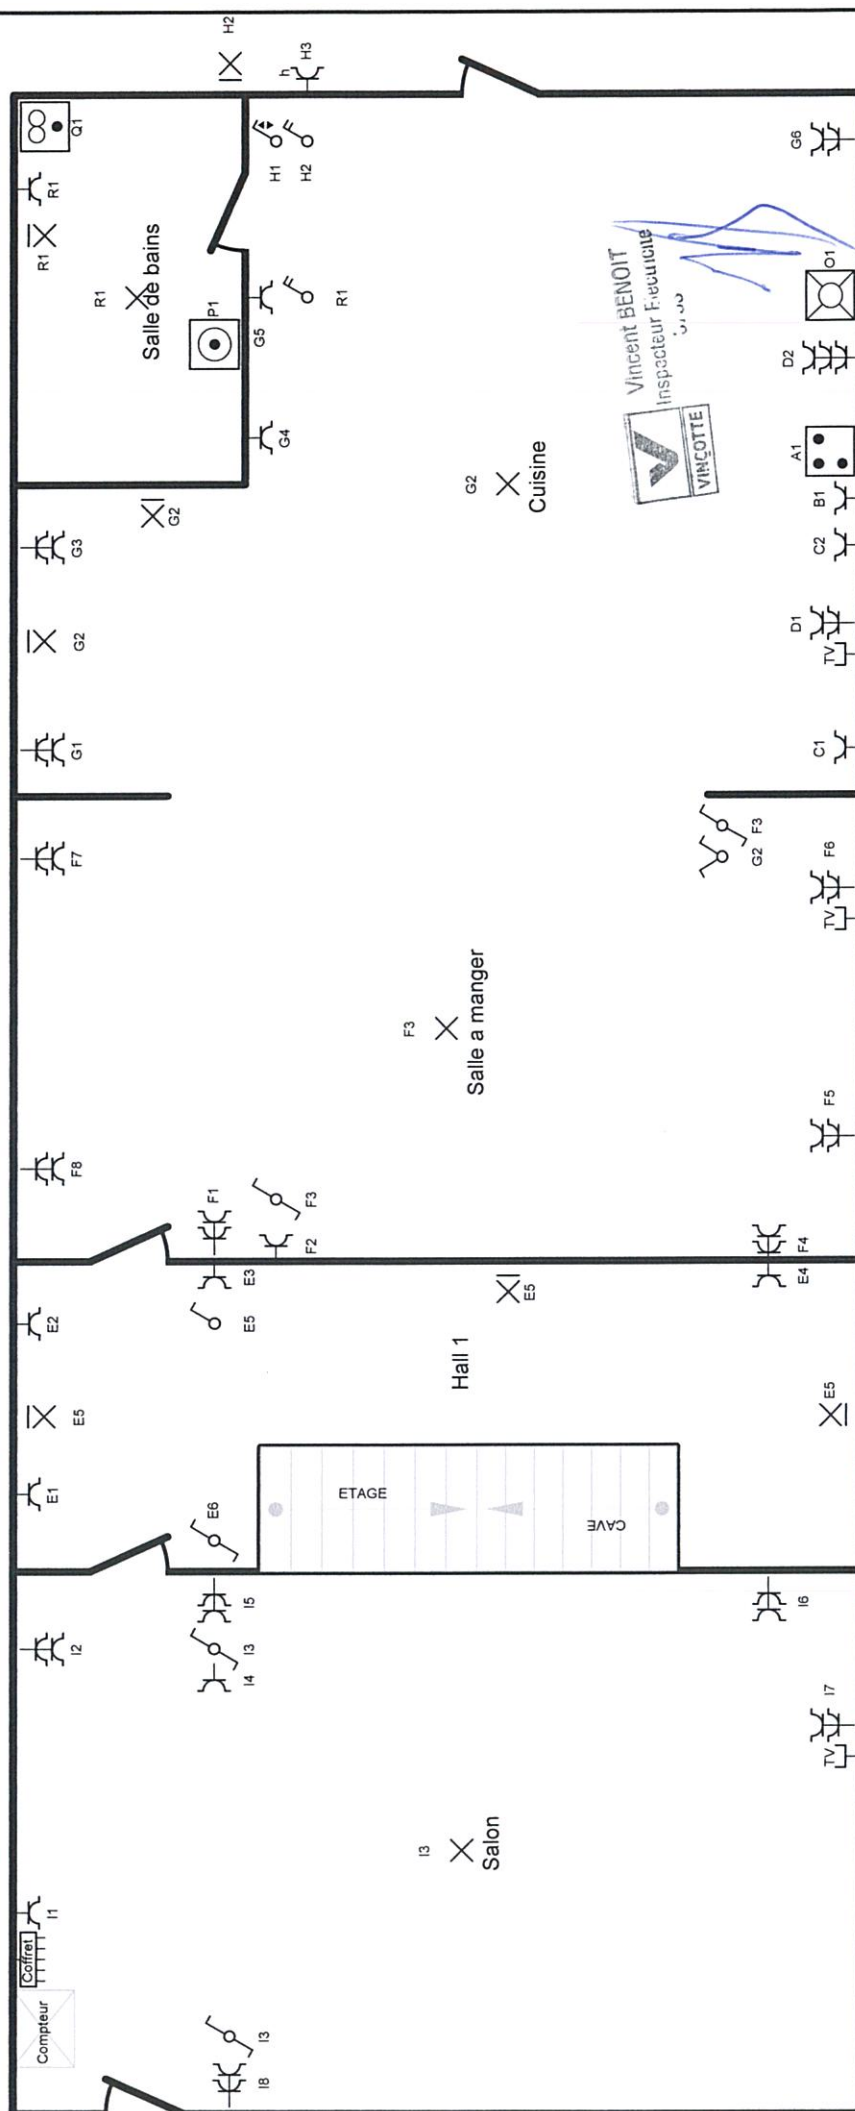 H2
h
H3
Q1
R1
R1
H1
H2
R1
Salle de bains
P1
G5
R1
G4
G6
Vincent BENOIT
Inspecteur
VINÇOTTE
O1
D2
G2
Cuisine
A1
B1
C2
D1
TV
C1
G2
G3
G2
G1
F7
F3
G2
F6
TV
F3
Salle a manger
F5
F8
F1
F3
F2
F4
E3
E4
E2
E5
E5
Hall 1
E5
E5
E1
E6
ETAGE
CAVE
I2
I5
I3
I4
I6
I7
TV
I3
Salon
I1
Coffret
Compteur
I3
I8